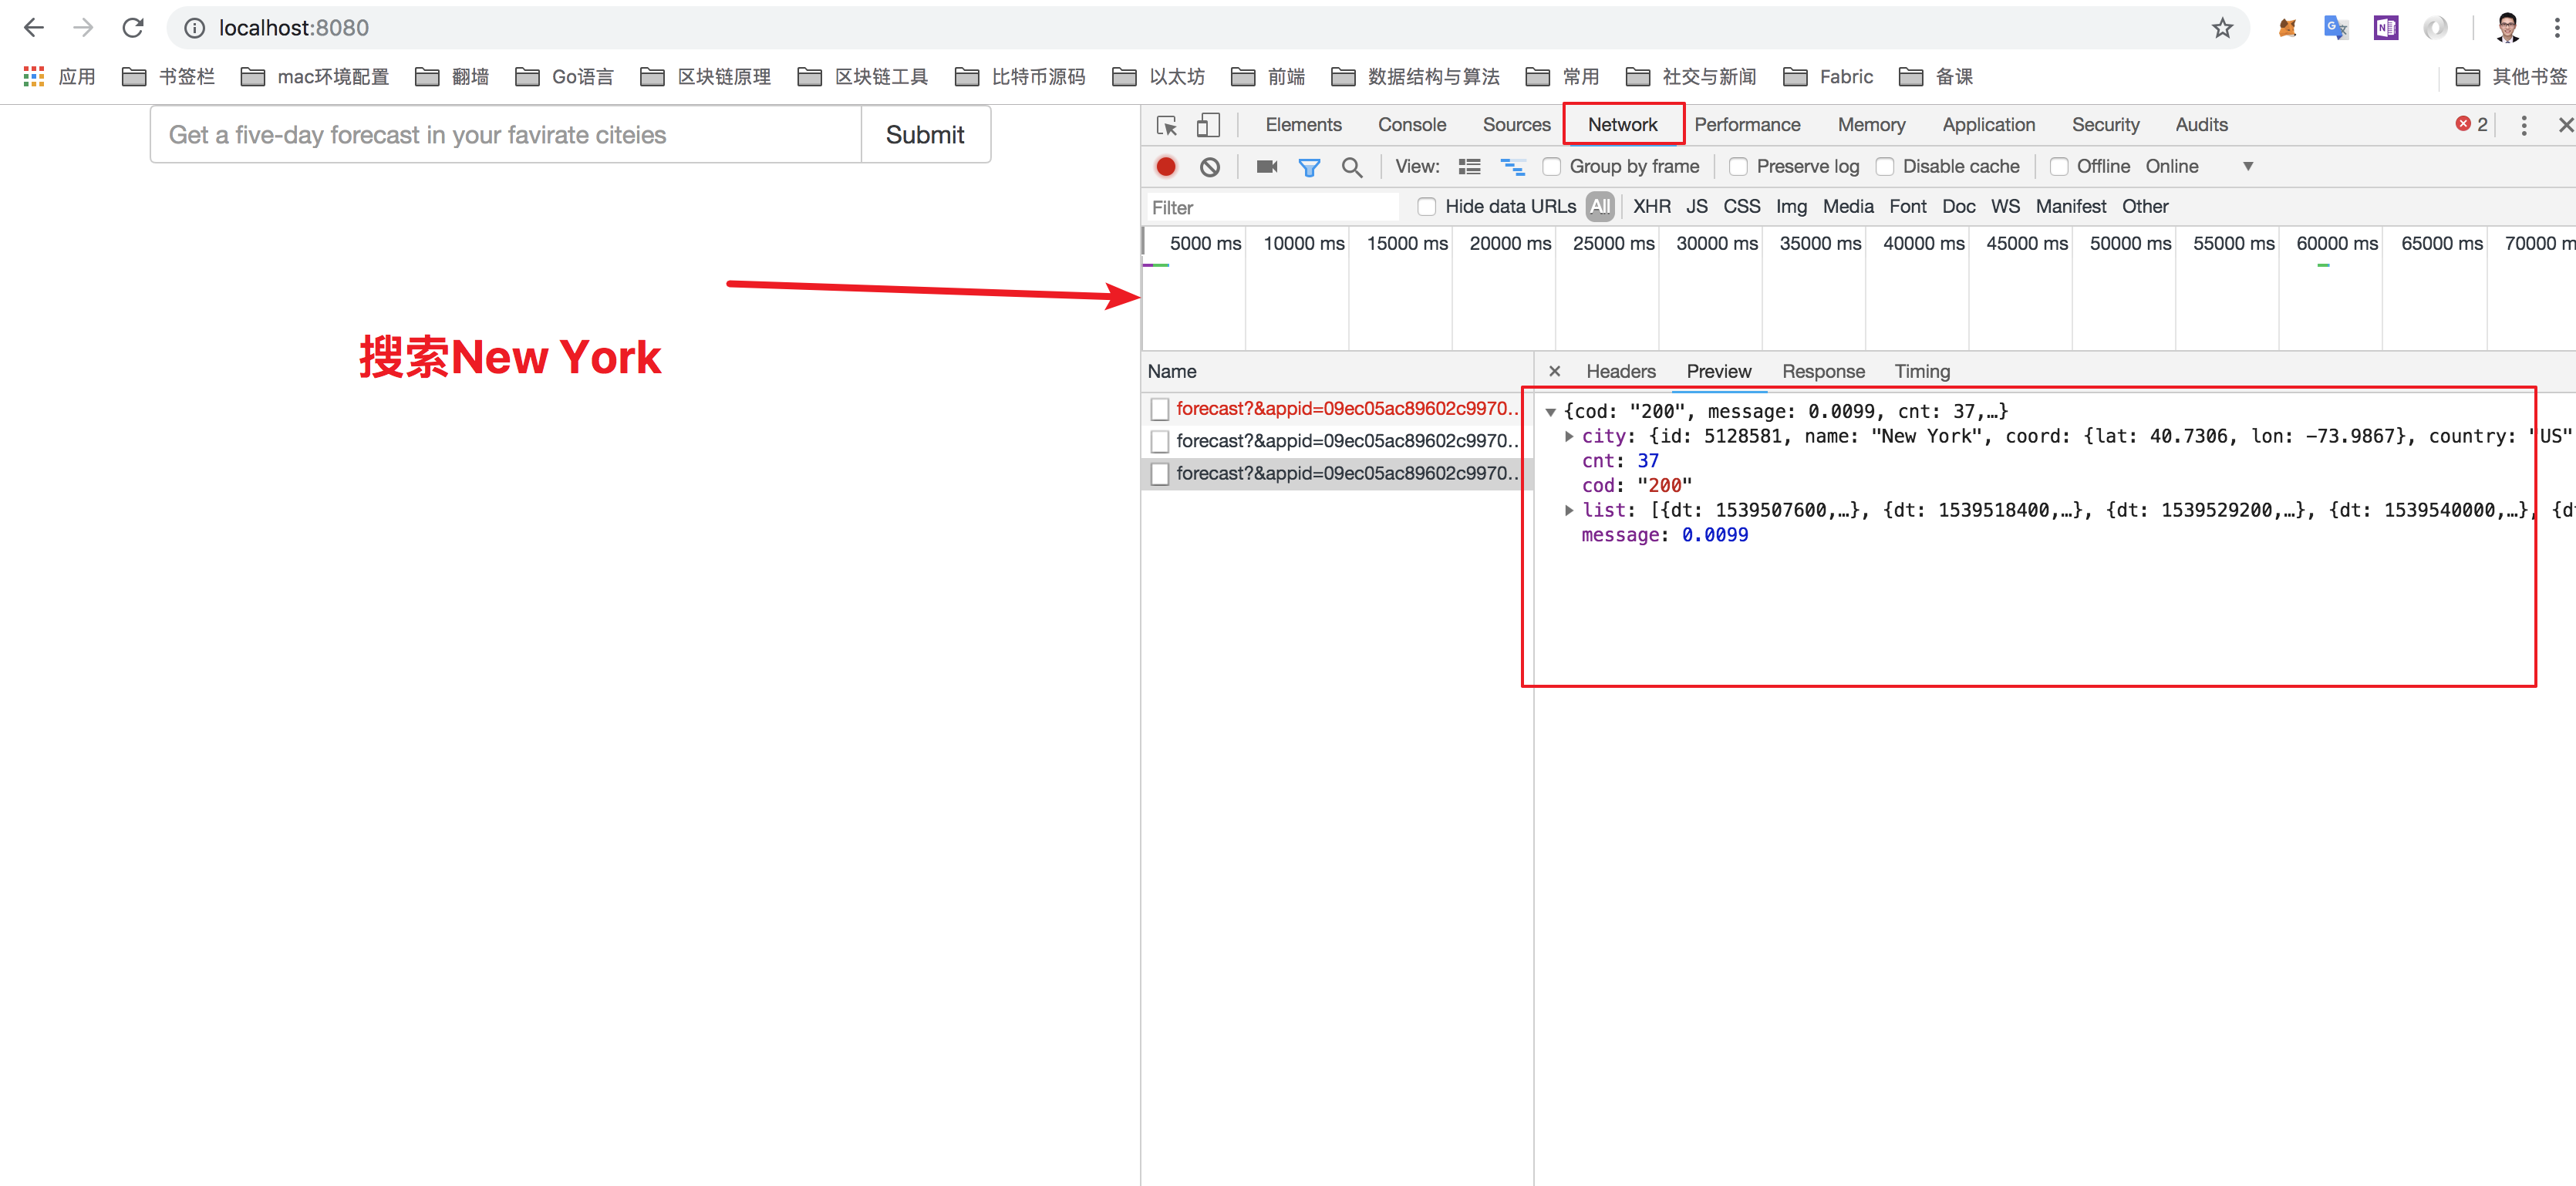 localhost:8080
应用 书签栏 mac环境配置 翻墙 Go语言 区块链原理 区块链工具 比特币源码 以太坊 前端 数据结构与算法 常用 社交与新闻 Fabric 备课 其他书签
Get a five-day forecast in your favirate citeies Submit
搜索New York
Elements Console Sources Network Performance Memory Application Security Audits 2
View: Group by frame Preserve log Disable cache Offline Online
Filter Hide data URLs All XHR JS CSS Img Media Font Doc WS Manifest Other
5000 ms 10000 ms 15000 ms 20000 ms 25000 ms 30000 ms 35000 ms 40000 ms 45000 ms 50000 ms 55000 ms 60000 ms 65000 ms 70000 m
Name
forecast?&appid=09ec05ac89602c9970...
forecast?&appid=09ec05ac89602c9970...
forecast?&appid=09ec05ac89602c9970...
× Headers Preview Response Timing
{cod: "200", message: 0.0099, cnt: 37,…}
city: {id: 5128581, name: "New York", coord: {lat: 40.7306, lon: -73.9867}, country: "US"
cnt: 37
cod: "200"
list: [{dt: 1539507600,…}, {dt: 1539518400,…}, {dt: 1539529200,…}, {dt: 1539540000,…}, {d
message: 0.0099